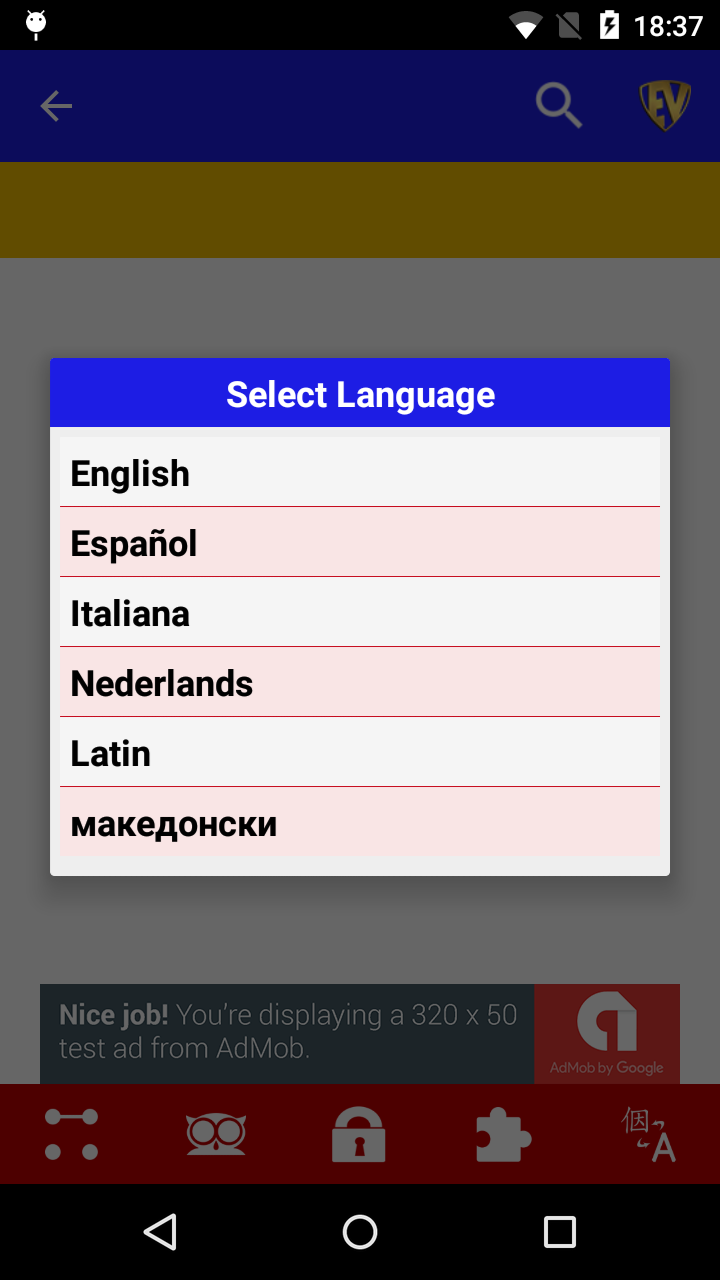 18:37
EV
Select Language
English
Español
Italiana
Nederlands
Latin
македонски
Nice job! You're displaying a 320 x 50
test ad from AdMob.
AdMob by Google
個
A